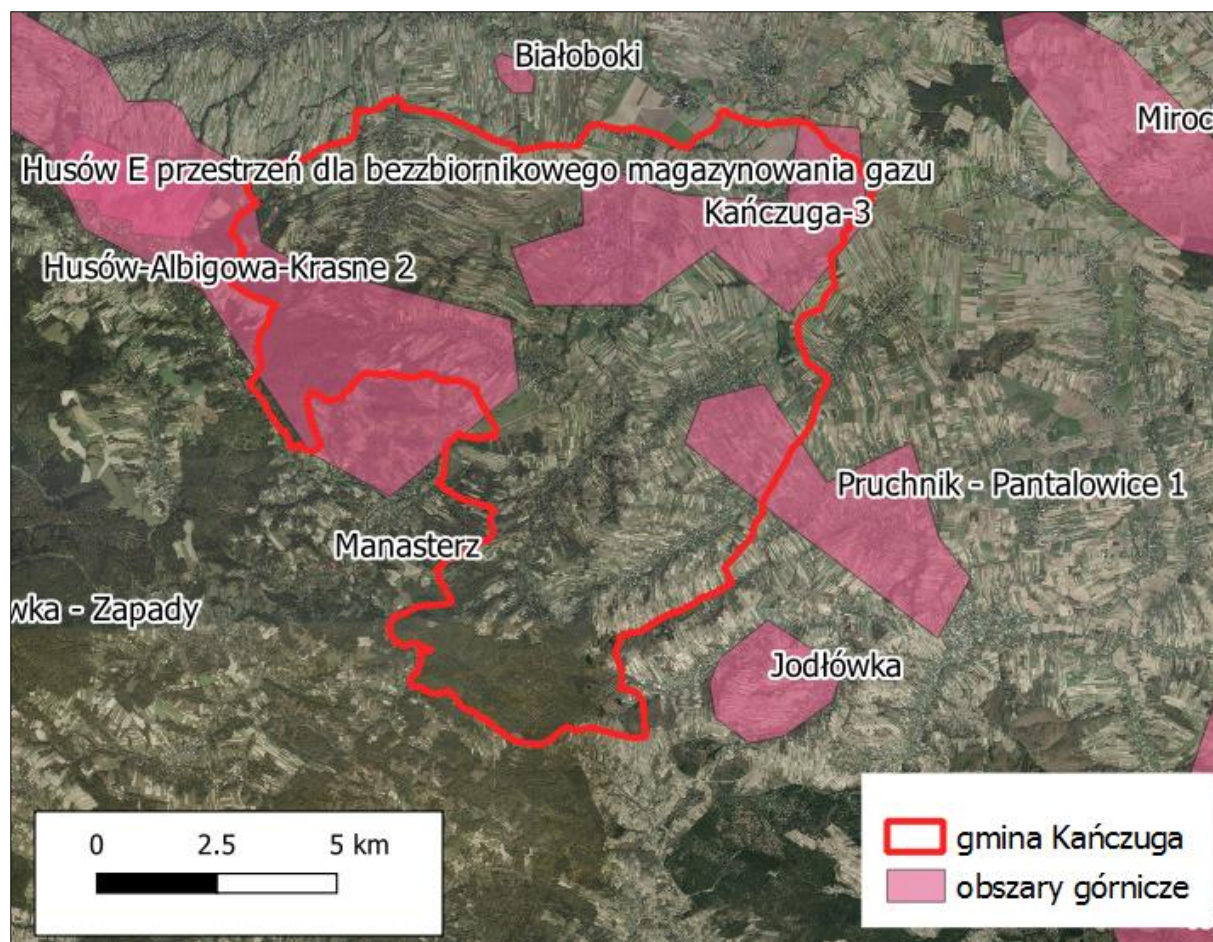 Białoboki
Miroc
Husów E przestrzeń dla bezzbiornikowego magazynowania gazu
Kańczuga-3
Husów-Albigowa-Krasne 2
Pruchnik - Pantalowice 1
Manasterz
wka - Zapady
Jodłówka
0 2.5 5 km
gmina Kańczuga
obszary górnicze